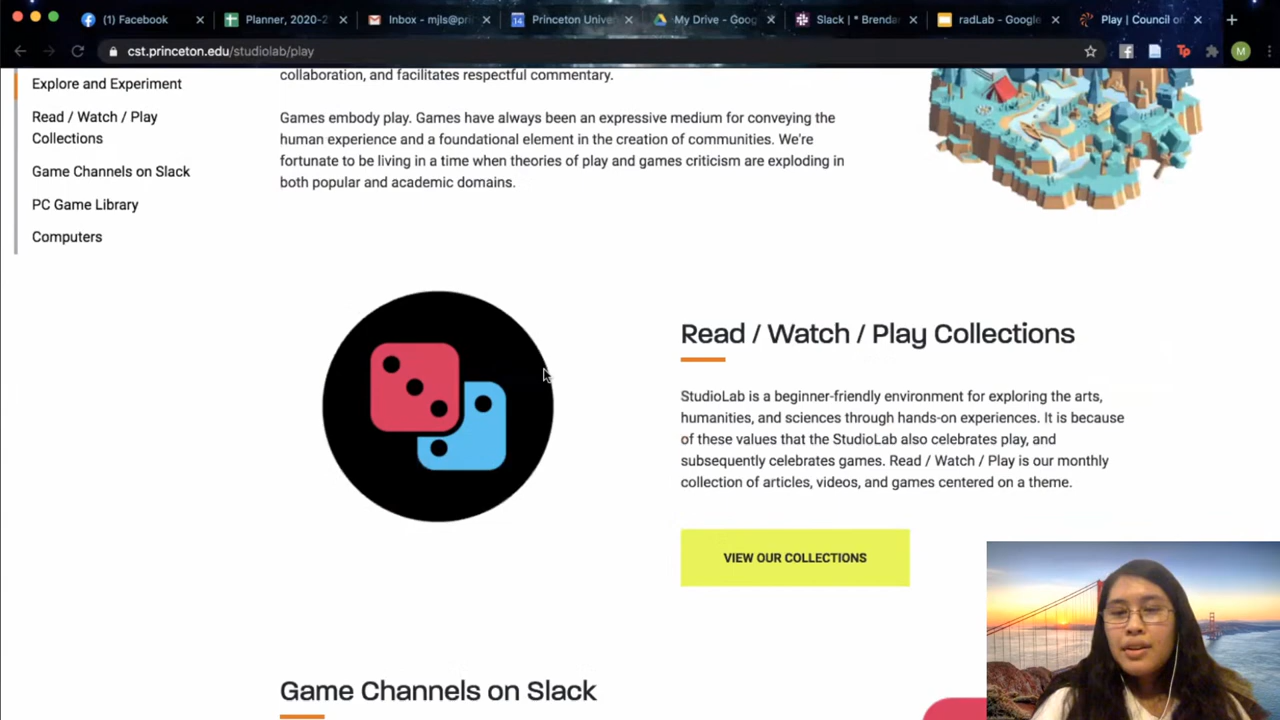 (1) Facebook
Planner, 2020-2
Inbox - mjls@pri
14
Princeton Unive
My Drive - Goog
Slack | * Brenda
radLab - Google
Play | Council o
cst.princeton.edu/studiolab/play
M
Explore and Experiment
Read / Watch / Play
Collections
Game Channels on Slack
PC Game Library
Computers
collaboration, and facilitates respectful commentary.
Games embody play. Games have always been an expressive medium for conveying the
human experience and a foundational element in the creation of communities. We're
fortunate to be living in a time when theories of play and games criticism are exploding in
both popular and academic domains.
Read / Watch / Play Collections
StudioLab is a beginner-friendly environment for exploring the arts,
humanities, and sciences through hands-on experiences. It is because
of these values that the StudioLab also celebrates play, and
subsequently celebrates games. Read / Watch / Play is our monthly
collection of articles, videos, and games centered on a theme.
VIEW OUR COLLECTIONS
Game Channels on Slack